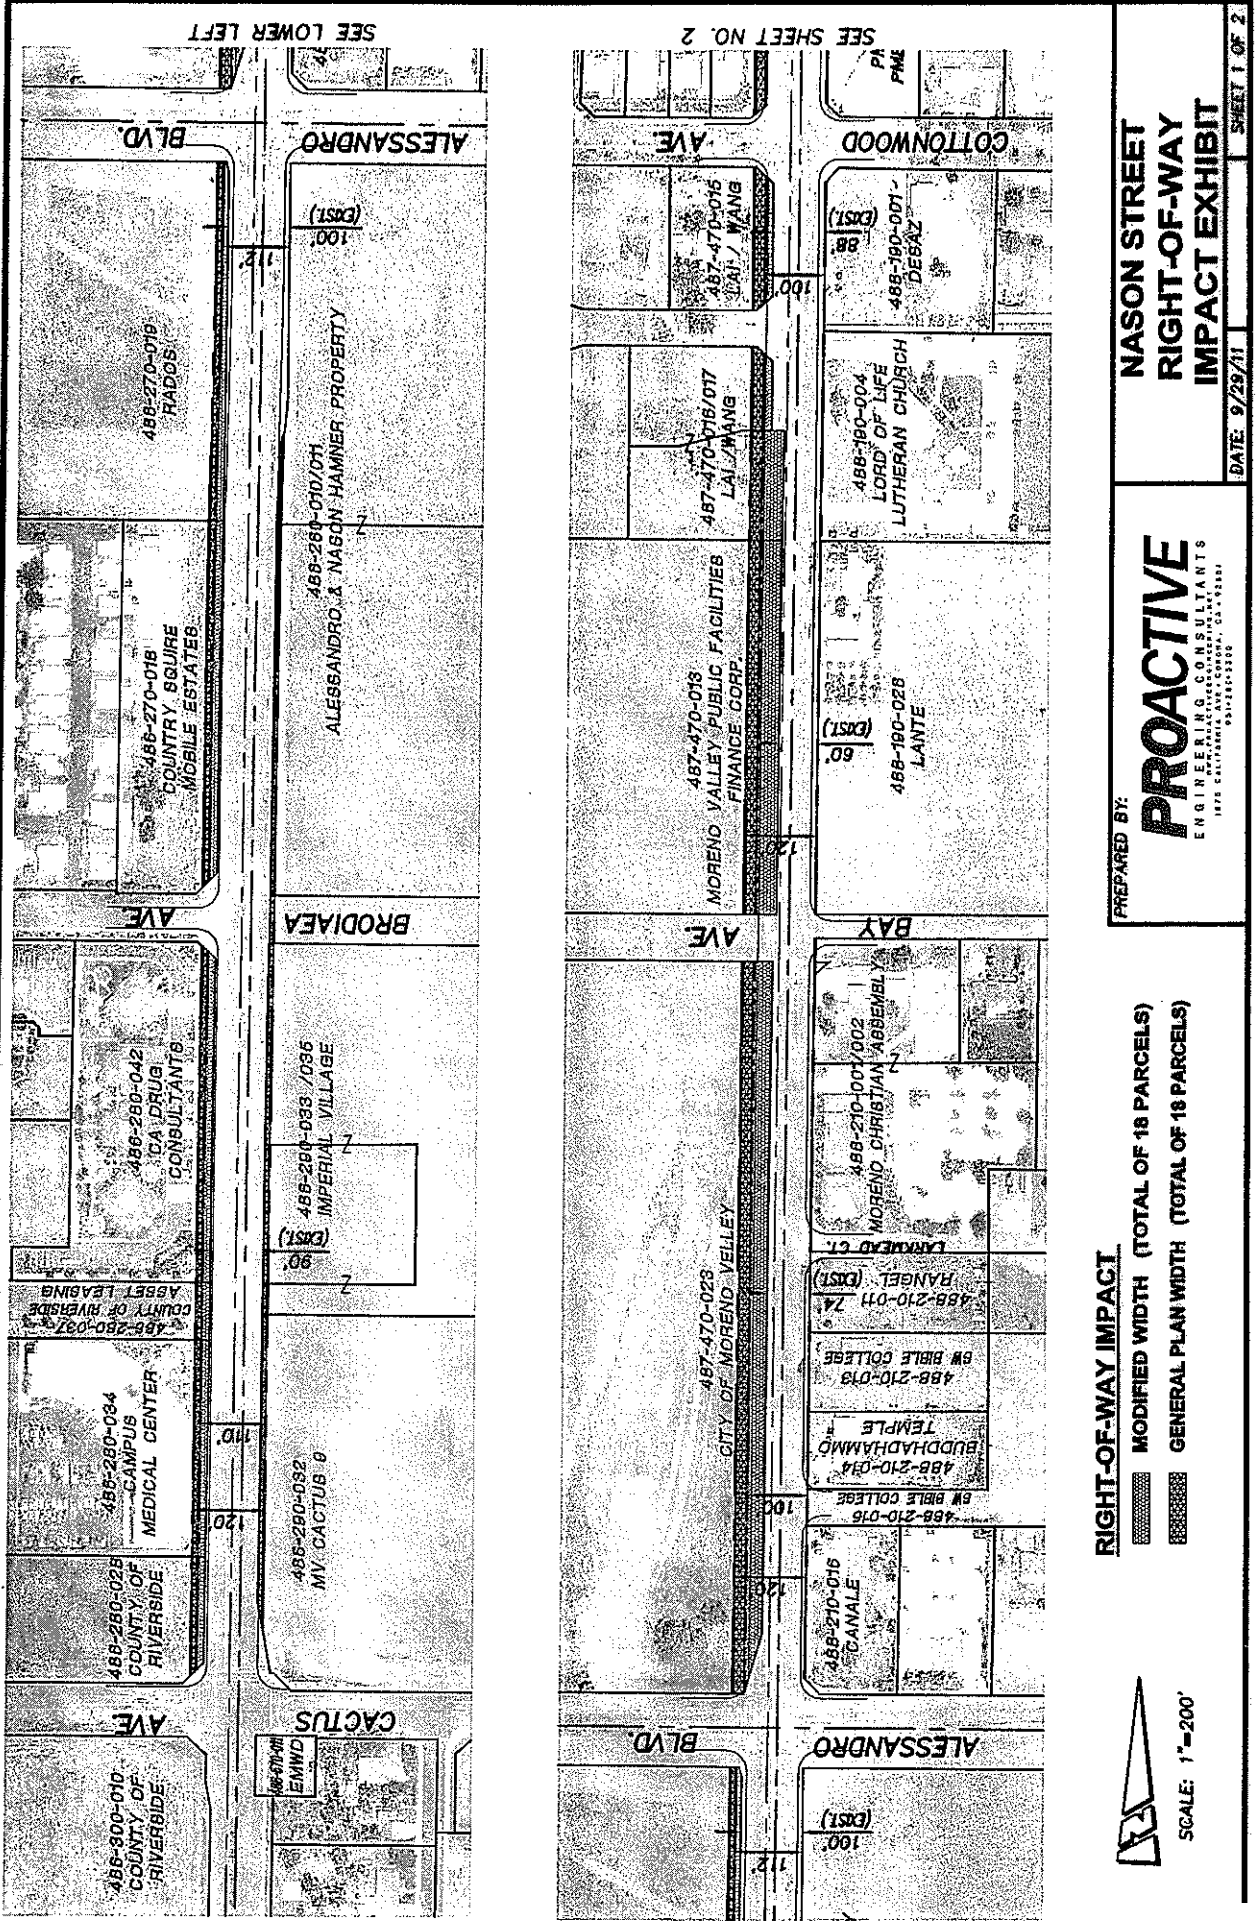 SEE LOWER LEFT
BLVD.
ALESSANDRO
488-270-019
RADOS
112'
100'
(EXIST.)
486-270-018
COUNTRY SQUIRE
MOBILE ESTATES
488-260-010/011
ALESSANDRO & NASON HAMNER PROPERTY
AVE.
BRODIAEA
486-280-042
CA DRUG
CONSULTANTS
486-290-033 /035
IMPERIAL VILLAGE
90'
(EXIST.)
486-280-037
COUNTY OF RIVERSIDE
ASSET LEASING
486-280-034
CAMPUS
MEDICAL CENTER
110'
120'
486-280-028
COUNTY OF
RIVERSIDE
486-290-032
MV CACTUS 9
AVE.
CACTUS
486-300-010
COUNTY OF
RIVERSIDE
EMWD
SEE SHEET NO. 2
AVE.
COTTONWOOD
487-470-015
LAI / WANG
100'
88'
(EXIST.)
488-190-001
DEBAZ
487-470-016/017
LAI / WANG
488-190-004
LORD OF LIFE
LUTHERAN CHURCH
487-470-013
MORENO VALLEY PUBLIC FACILITIES
FINANCE CORP.
60'
(EXIST.)
488-190-028
LANTE
120'
AVE.
BAY
487-470-023
CITY OF MORENO VELLEY
488-210-001/002
MORENO CHRISTIAN ASSEMBLY
LARKMEAD CT.
74'
(EXIST)
488-210-011
RANGEL
488-210-013
SW BIBLE COLLEGE
488-210-014
BUDDHADHAMMO
TEMPLE
488-210-015
SW BIBLE COLLEGE
100'
120'
488-210-016
CANALE
BLVD.
ALESSANDRO
112'
100'
(EXIST)
SCALE: 1"=200'
RIGHT-OF-WAY IMPACT
MODIFIED WIDTH (TOTAL OF 18 PARCELS)
GENERAL PLAN WIDTH (TOTAL OF 18 PARCELS)
PREPARED BY:
PROACTIVE
ENGINEERING CONSULTANTS
NASON STREET
RIGHT-OF-WAY
IMPACT EXHIBIT
DATE: 9/29/11
SHEET 1 OF 2